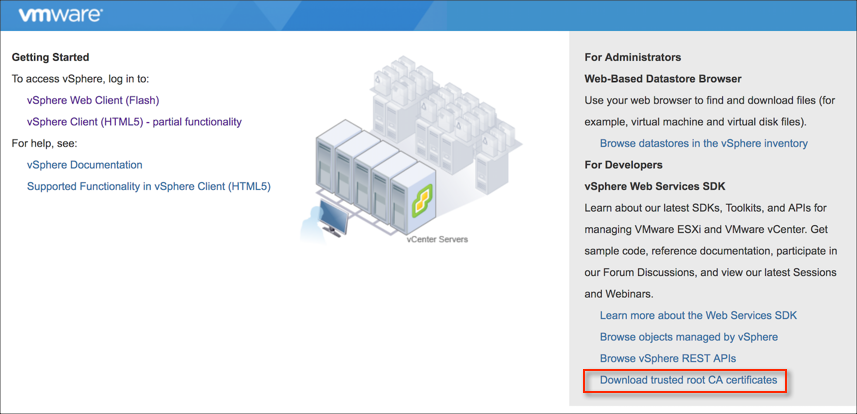 vmware
Getting Started
To access vSphere, log in to:
vSphere Web Client (Flash)
vSphere Client (HTML5) - partial functionality
For help, see:
vSphere Documentation
Supported Functionality in vSphere Client (HTML5)
vCenter Servers
For Administrators
Web-Based Datastore Browser
Use your web browser to find and download files (for
example, virtual machine and virtual disk files).
Browse datastores in the vSphere inventory
For Developers
vSphere Web Services SDK
Learn about our latest SDKs, Toolkits, and APIs for
managing VMware ESXi and VMware vCenter. Get
sample code, reference documentation, participate in
our Forum Discussions, and view our latest Sessions
and Webinars.
Learn more about the Web Services SDK
Browse objects managed by vSphere
Browse vSphere REST APIs
Download trusted root CA certificates